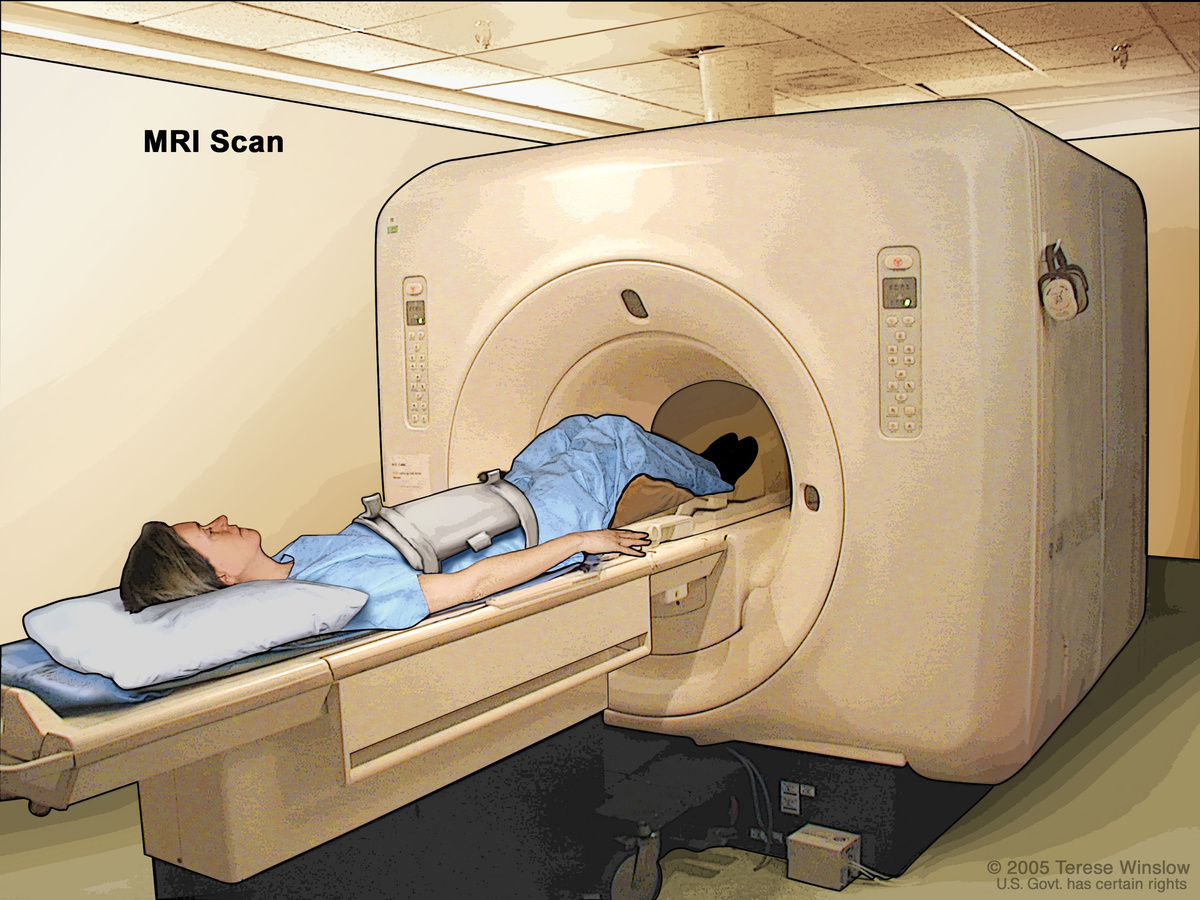 MRI Scan
© 2005 Terese Winslow
U.S. Govt. has certain rights